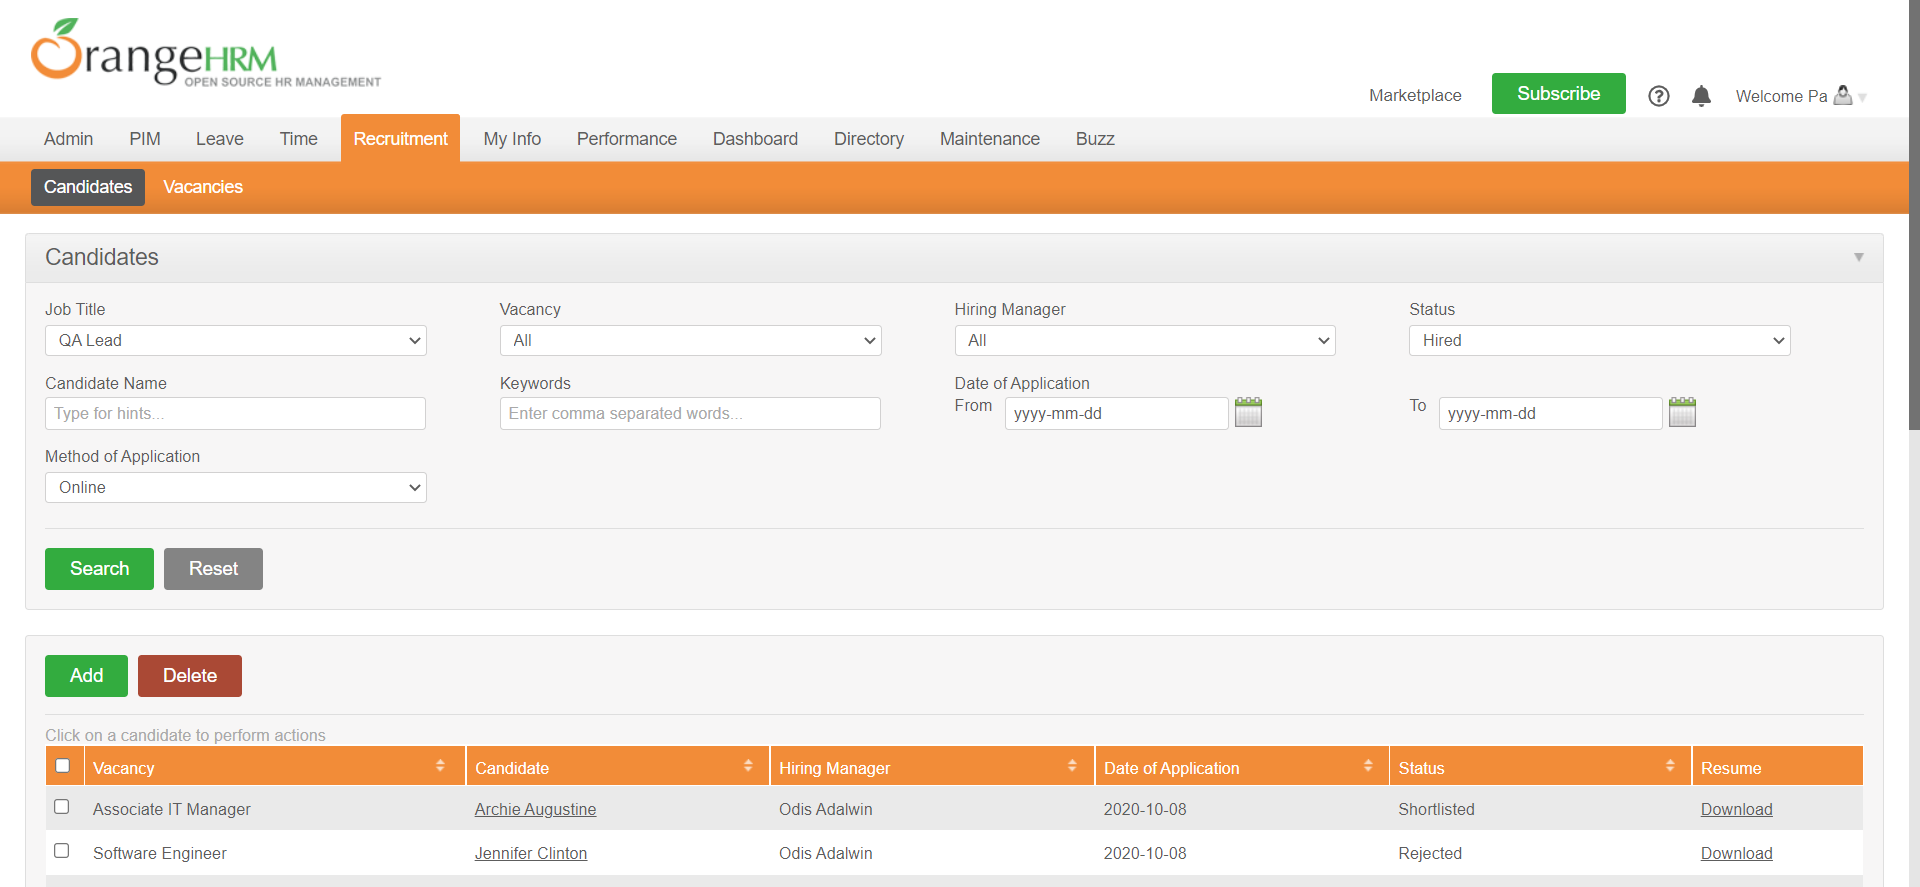 OrangeHRM
OPEN SOURCE HR MANAGEMENT
Marketplace
Subscribe
Welcome Pa
Admin PIM Leave Time Recruitment My Info Performance Dashboard Directory Maintenance Buzz
Candidates Vacancies
Candidates
Job Title Vacancy Hiring Manager Status
QA Lead All All Hired
Candidate Name Keywords Date of Application
Type for hints... Enter comma separated words... From yyyy-mm-dd To yyyy-mm-dd
Method of Application
Online
Search Reset
Add Delete
Click on a candidate to perform actions
Vacancy Candidate Hiring Manager Date of Application Status Resume
Associate IT Manager Archie Augustine Odis Adalwin 2020-10-08 Shortlisted Download
Software Engineer Jennifer Clinton Odis Adalwin 2020-10-08 Rejected Download